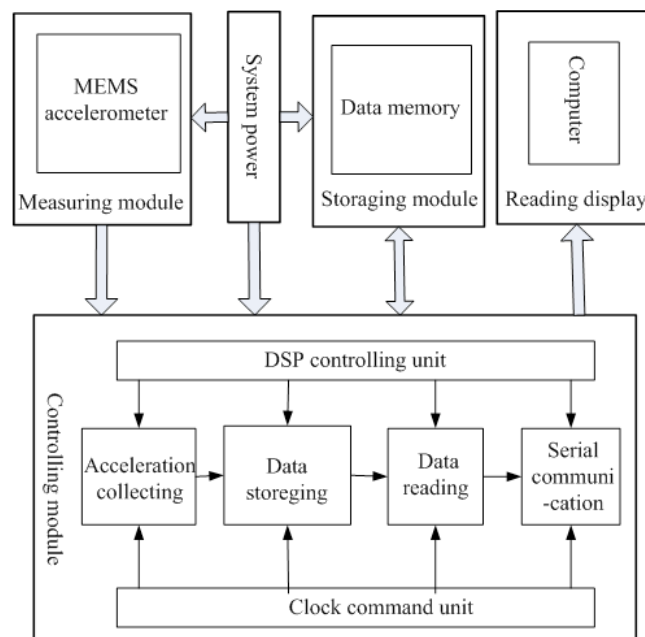 MEMS
accelerometer
Measuring module
System power
Data memory
Storaging module
Computer
Reading display
Controlling module
DSP controlling unit
Acceleration
collecting
Data
storeging
Data
reading
Serial
communi
-cation
Clock command unit